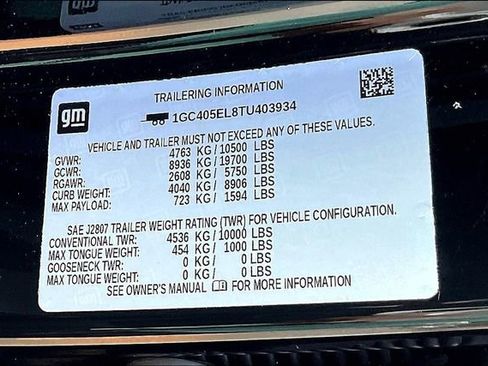 gm
TRAILERING INFORMATION
1GC405EL8TU403934
VEHICLE AND TRAILER MUST NOT EXCEED ANY OF THESE VALUES.
GVWR: 4763 KG / 10500 LBS
GCWR: 8936 KG / 19700 LBS
RGAWR: 2608 KG / 5750 LBS
CURB WEIGHT: 4040 KG / 8906 LBS
MAX PAYLOAD: 723 KG / 1594 LBS
SAE J2807 TRAILER WEIGHT RATING (TWR) FOR VEHICLE CONFIGURATION.
CONVENTIONAL TWR: 4536 KG / 10000 LBS
MAX TONGUE WEIGHT: 454 KG / 1000 LBS
GOOSENECK TWR: 0 KG / 0 LBS
MAX TONGUE WEIGHT: 0 KG / 0 LBS
SEE OWNER'S MANUAL FOR MORE INFORMATION